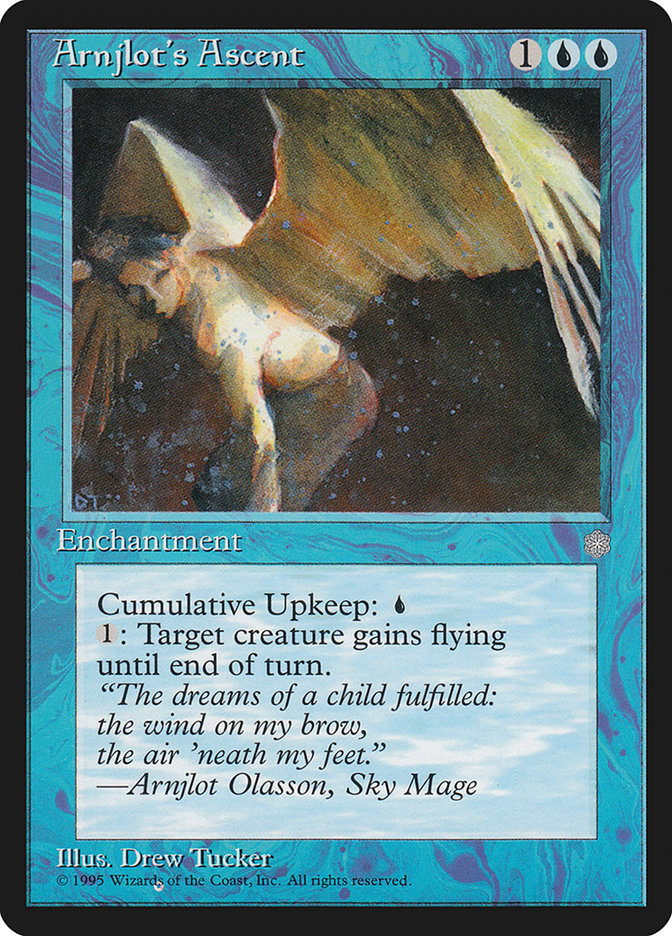 Arnjlot's Ascent 1
Enchantment
Cumulative Upkeep:
1: Target creature gains flying
until end of turn.
“The dreams of a child fulfilled:
the wind on my brow,
the air ’neath my feet.”
—Arnjlot Olasson, Sky Mage
Illus. Drew Tucker
© 1995 Wizards of the Coast, Inc. All rights reserved.